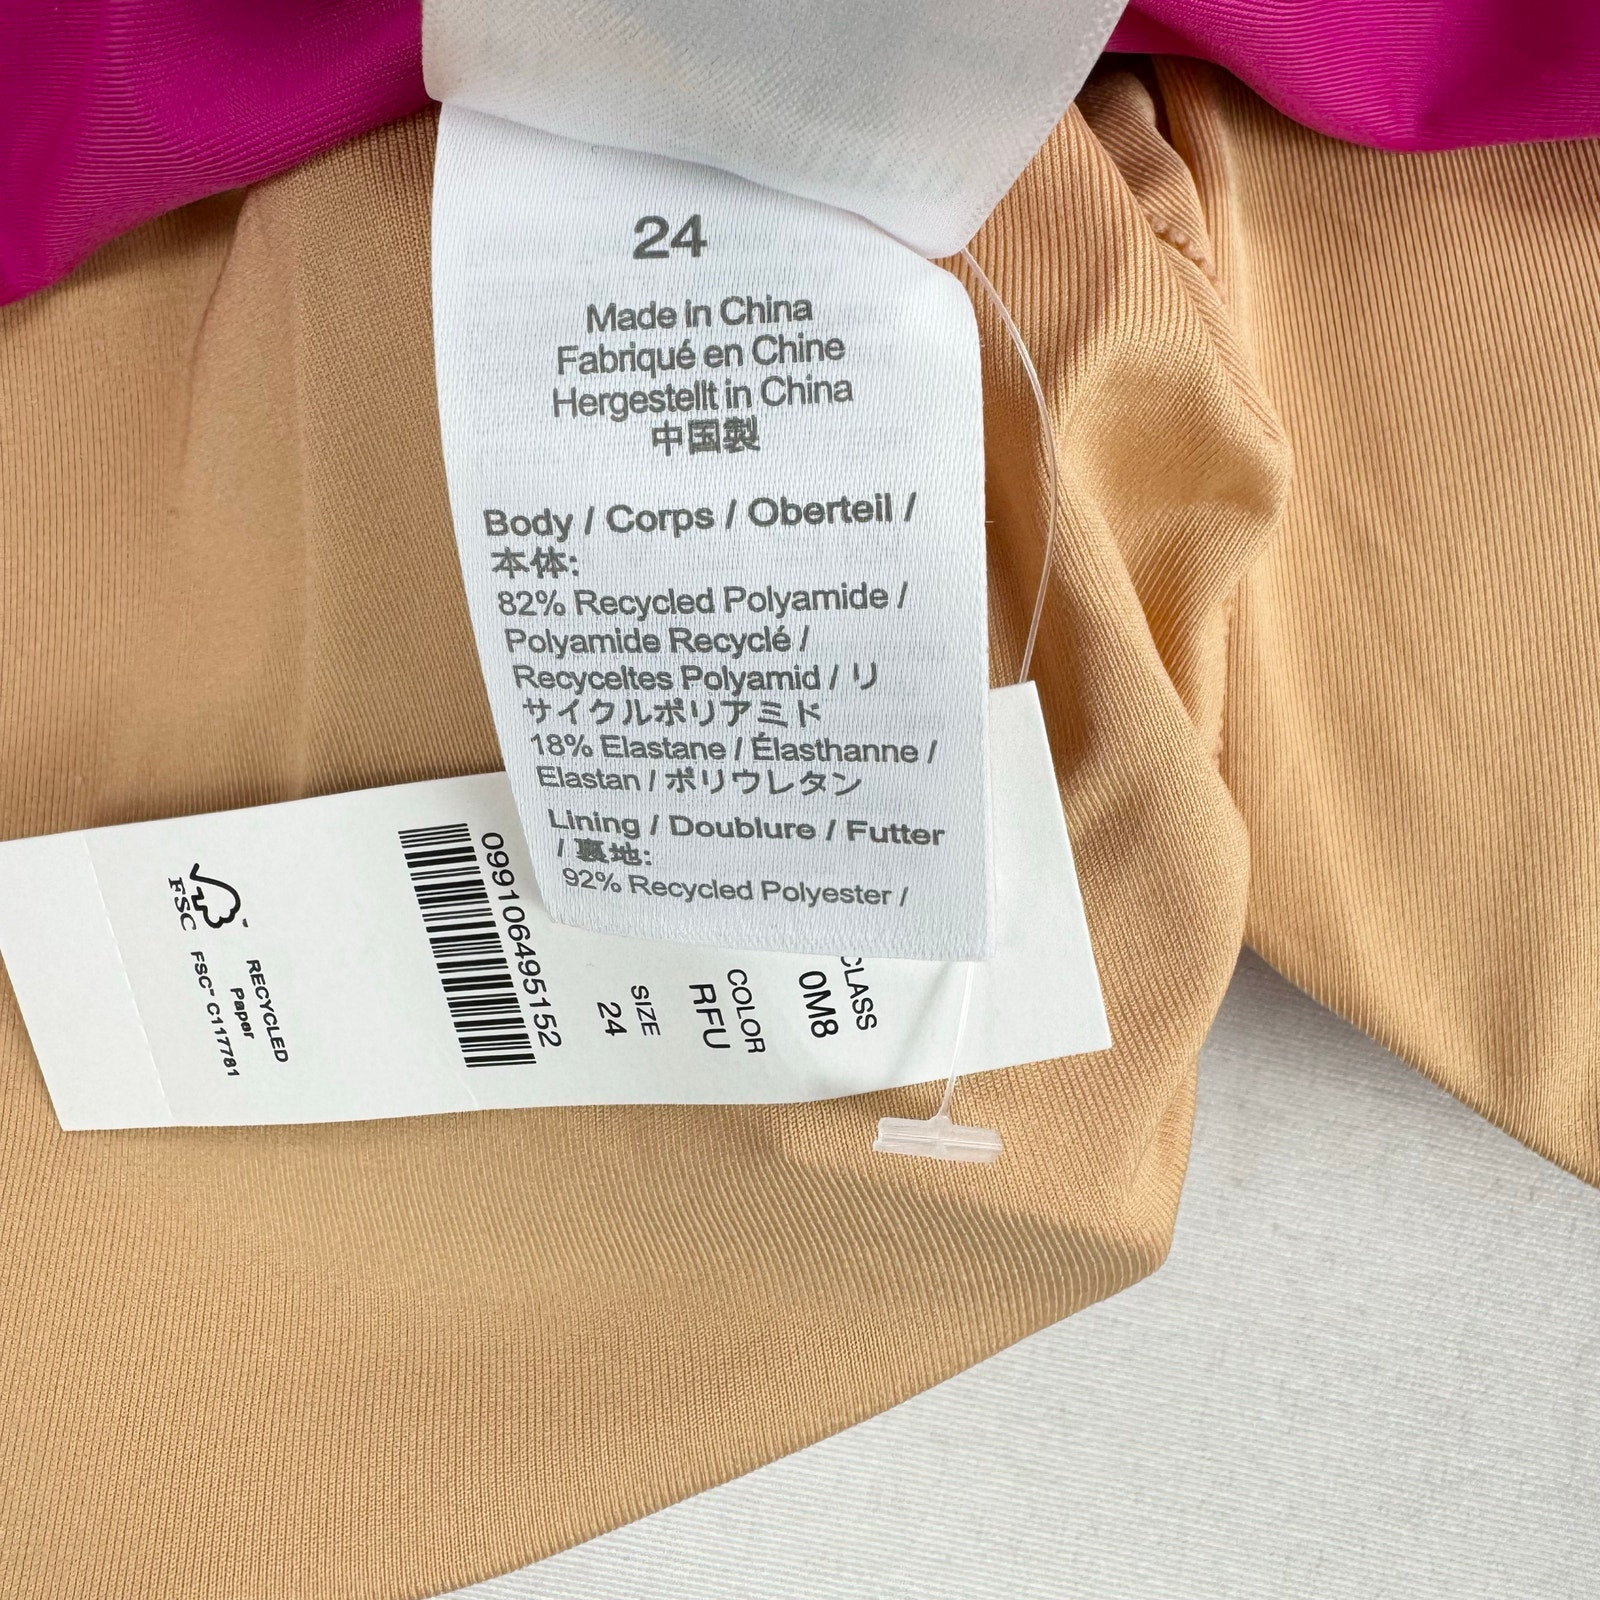 24
Made in China
Fabriqué en Chine
Hergestellt in China
中国製
Body / Corps / Oberteil /
本体:
82% Recycled Polyamide /
Polyamide Recyclé /
Recyceltes Polyamid / リ
サイクルポリアミド
18% Elastane / Élasthanne /
Elastan / ポリウレタン
Lining / Doublure / Futter
/ 裏地:
92% Recycled Polyester /
CLASS
0M8
COLOR
RFU
SIZE
24
099106495152
RECYCLED
Paper
FSC™ C117781
FSC™